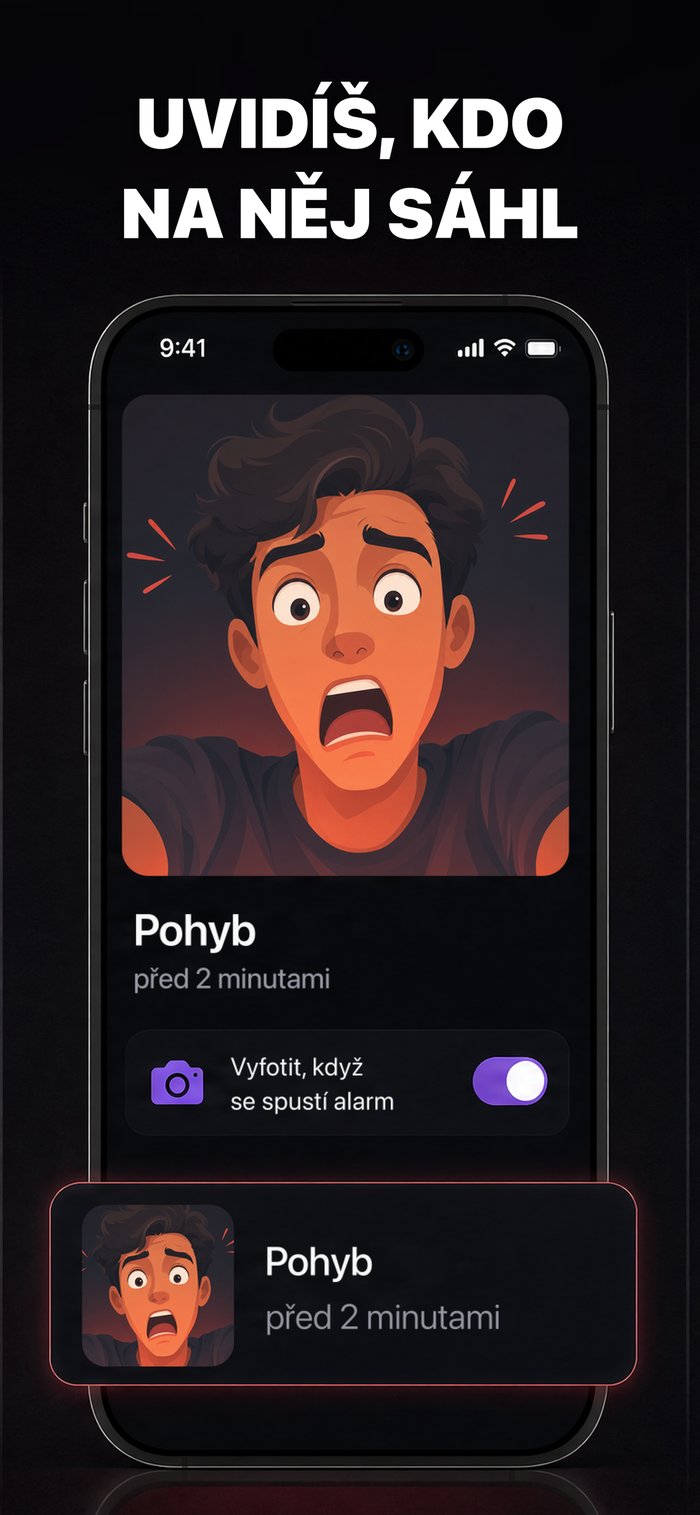 UVIDÍŠ, KDO
NA NĚJ SÁHL
9:41
Pohyb
před 2 minutami
Vyfotit, když
se spustí alarm
Pohyb
před 2 minutami